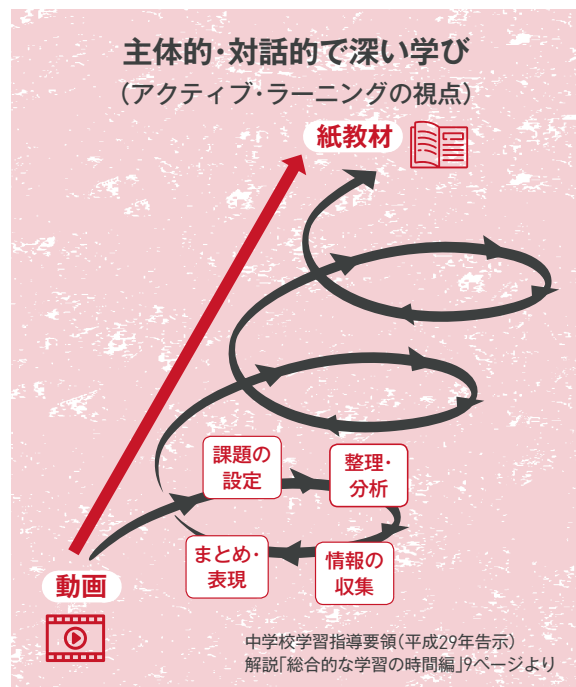 主体的・対話的で深い学び
（アクティブ・ラーニングの視点）
紙教材
課題の
設定
整理・
分析
まとめ・
表現
情報の
収集
動画
中学校学習指導要領（平成29年告示）
解説「総合的な学習の時間編」9ページより